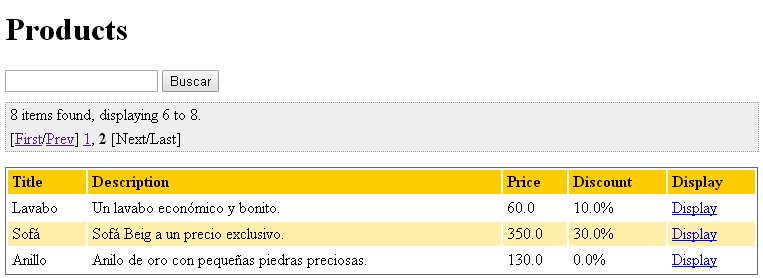 Products
Buscar
8 items found, displaying 6 to 8.
[First/Prev] 1, 2 [Next/Last]
Title Description Price Discount Display
Lavabo Un lavabo económico y bonito. 60.0 10.0% Display
Sofá Sofá Beig a un precio exclusivo. 350.0 30.0% Display
Anillo Anilo de oro con pequeñas piedras preciosas. 130.0 0.0% Display